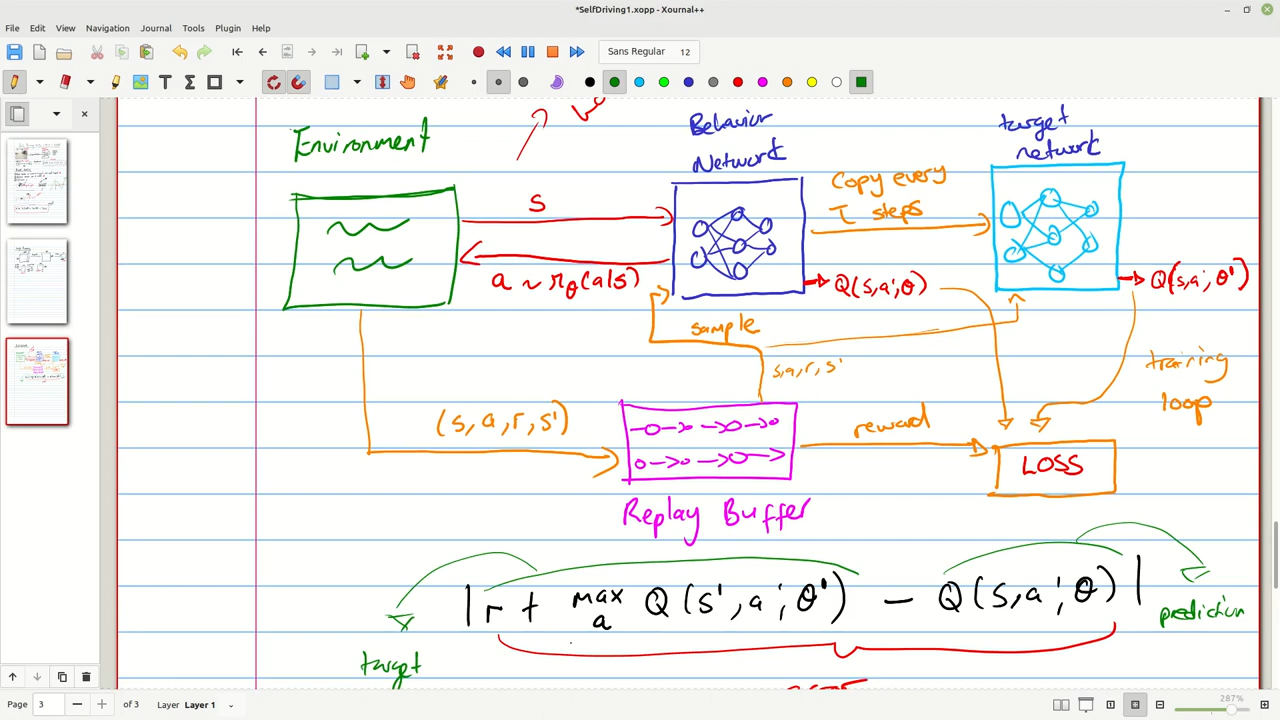 *SelfDriving1.xopp - Xournal++
File Edit View Navigation Journal Tools Plugin Help
Sans Regular 12
Environment
Behavior
Network
target
network
Copy every
τ steps
s
a ~ π_θ(a|s)
Q(s,a;θ)
Q(s,a;θ')
sample
s,a,r,s'
training
loop
(s, a, r, s')
reward
LOSS
Replay Buffer
|r + max Q(s',a;θ') − Q(s,a;θ)|
a
prediction
target
Page 3 of 3 Layer Layer 1
287%